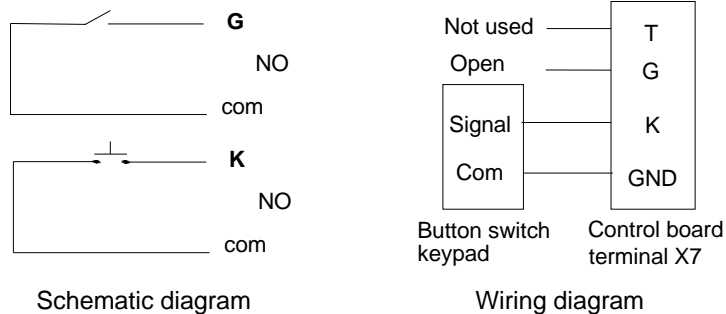 G
NO
com
K
NO
com
Schematic diagram
Not used
T
Open
G
Signal
K
Com
GND
Button switch
keypad
Control board
terminal X7
Wiring diagram